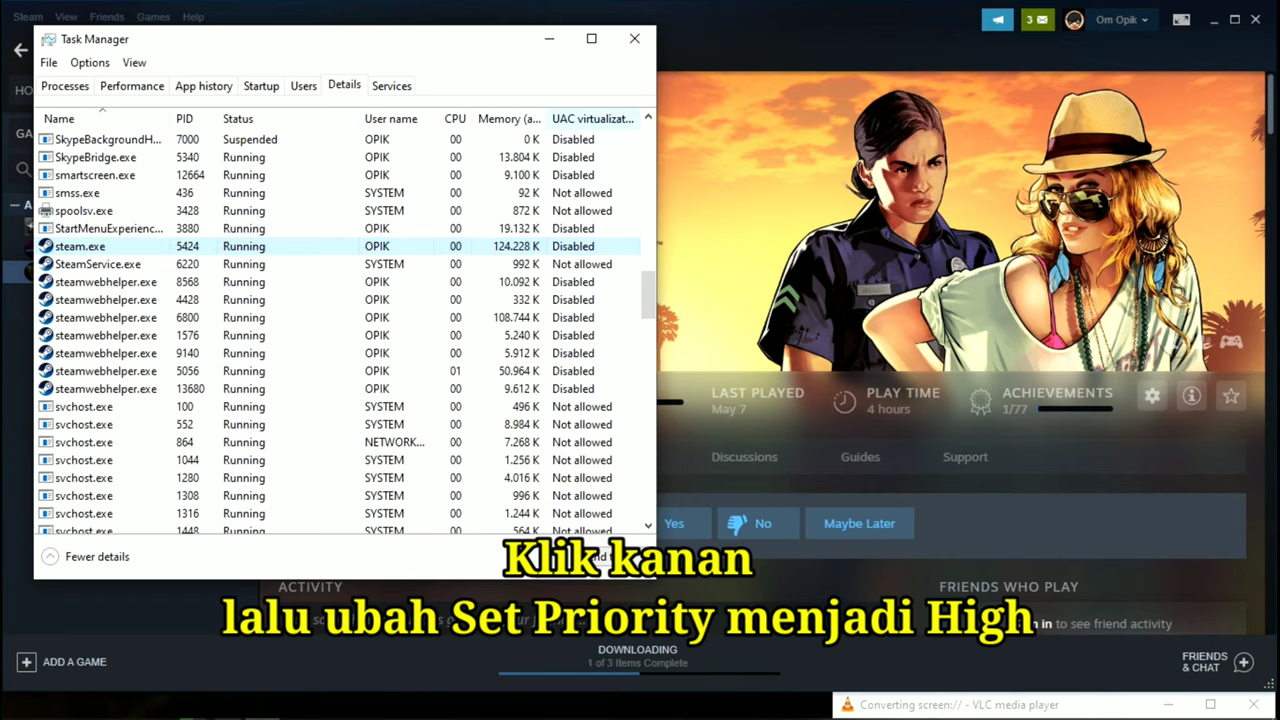 Steam View Friends Games Help
3
Om Opik
Task Manager
File Options View
Processes Performance App history Startup Users Details Services
Name PID Status User name CPU Memory (a... UAC virtualizat...
SkypeBackgroundH... 7000 Suspended OPIK 00 0 K Disabled
SkypeBridge.exe 5340 Running OPIK 00 13.804 K Disabled
smartscreen.exe 12664 Running OPIK 00 9.100 K Disabled
smss.exe 436 Running SYSTEM 00 92 K Not allowed
spoolsv.exe 3428 Running SYSTEM 00 872 K Not allowed
StartMenuExperienc... 3880 Running OPIK 00 19.132 K Disabled
steam.exe 5424 Running OPIK 00 124.228 K Disabled
SteamService.exe 6220 Running SYSTEM 00 992 K Not allowed
steamwebhelper.exe 8568 Running OPIK 00 10.092 K Disabled
steamwebhelper.exe 4428 Running OPIK 00 332 K Disabled
steamwebhelper.exe 6800 Running OPIK 00 108.744 K Disabled
steamwebhelper.exe 1576 Running OPIK 00 5.240 K Disabled
steamwebhelper.exe 9140 Running OPIK 00 5.912 K Disabled
steamwebhelper.exe 5056 Running OPIK 01 50.964 K Disabled
steamwebhelper.exe 13680 Running OPIK 00 9.612 K Disabled
svchost.exe 100 Running SYSTEM 00 496 K Not allowed
svchost.exe 552 Running SYSTEM 00 8.984 K Not allowed
svchost.exe 864 Running NETWORK... 00 7.268 K Not allowed
svchost.exe 1044 Running SYSTEM 00 1.256 K Not allowed
svchost.exe 1280 Running SYSTEM 00 4.016 K Not allowed
svchost.exe 1308 Running SYSTEM 00 996 K Not allowed
svchost.exe 1316 Running SYSTEM 00 1.244 K Not allowed
svchost.exe 1448 Running SYSTEM 00 564 K Not allowed
Fewer details
LAST PLAYED
May 7
PLAY TIME
4 hours
ACHIEVEMENTS
1/77
Discussions Guides Support
Yes No Maybe Later
Klik kanan
lalu ubah Set Priority menjadi High
ACTIVITY
FRIENDS WHO PLAY
in to see friend activity
ADD A GAME
DOWNLOADING
1 of 3 Items Complete
FRIENDS
& CHAT
Converting screen:// - VLC media player